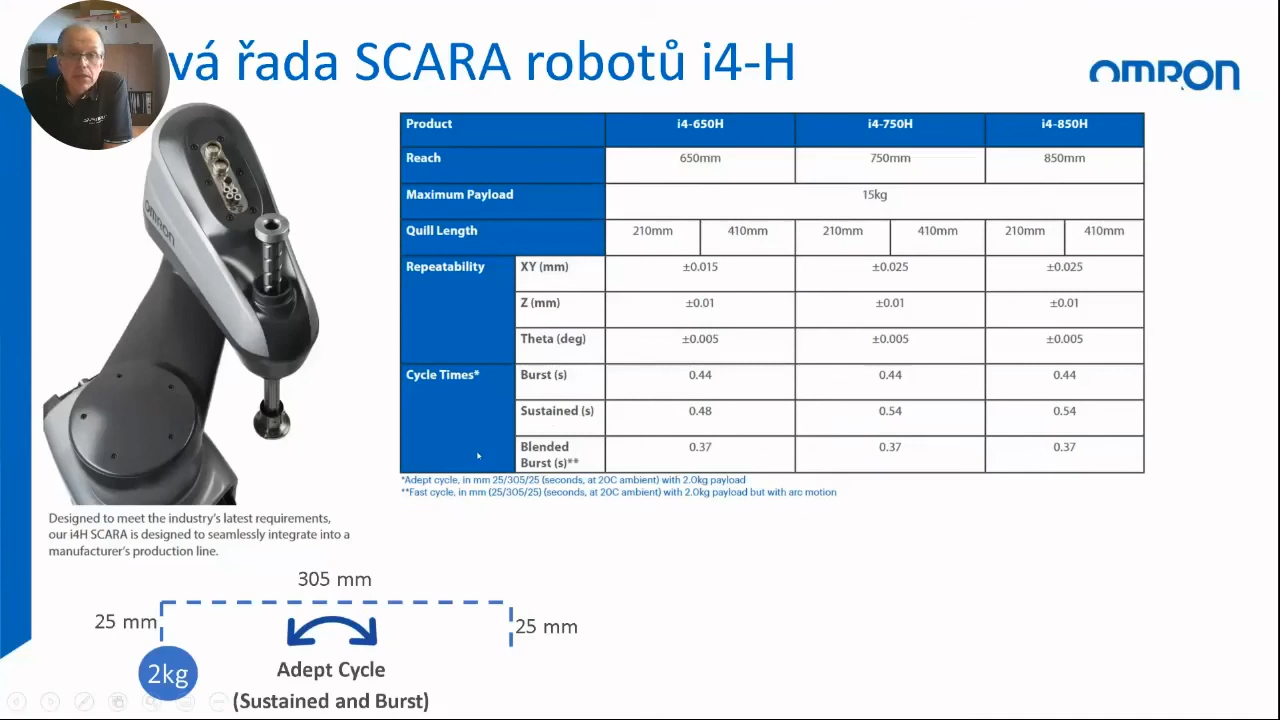 vá řada SCARA robotů i4-H
OMRON
Product i4-650H i4-750H i4-850H
Reach 650mm 750mm 850mm
Maximum Payload 15kg
Quill Length 210mm 410mm 210mm 410mm 210mm 410mm
Repeatability XY (mm) ±0.015 ±0.025 ±0.025
Z (mm) ±0.01 ±0.01 ±0.01
Theta (deg) ±0.005 ±0.005 ±0.005
Cycle Times* Burst (s) 0.44 0.44 0.44
Sustained (s) 0.48 0.54 0.54
Blended Burst (s)** 0.37 0.37 0.37
*Adept cycle, in mm 25/305/25 (seconds, at 20C ambient) with 2.0kg payload
**Fast cycle, in mm (25/305/25) (seconds, at 20C ambient) with 2.0kg payload but with arc motion
OMRON
Designed to meet the industry's latest requirements,
our i4H SCARA is designed to seamlessly integrate into a
manufacturer's production line.
305 mm
25 mm
25 mm
2kg
Adept Cycle
(Sustained and Burst)